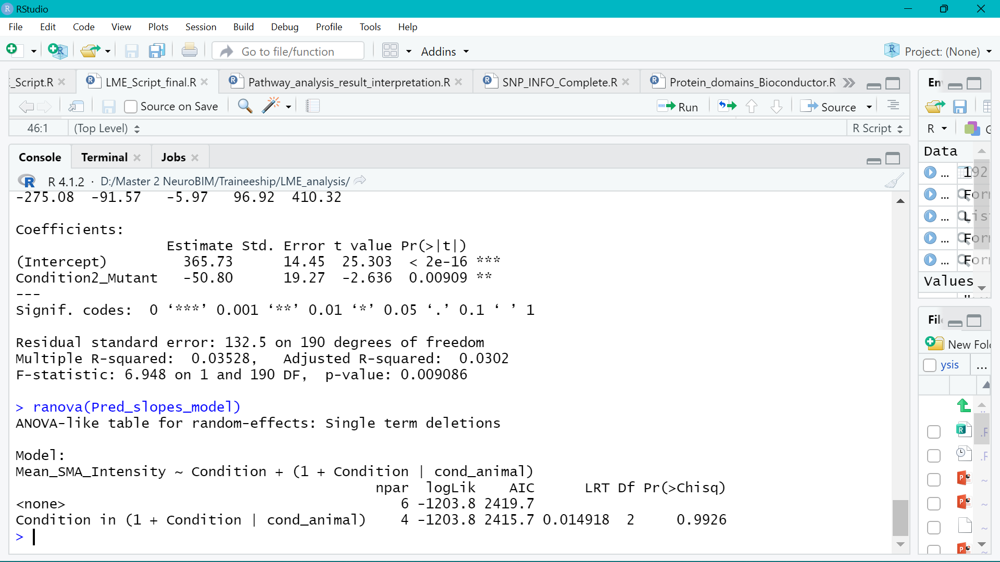 RStudio
File Edit Code View Plots Session Build Debug Profile Tools Help
Go to file/function Addins Project: (None)
_Script.R LME_Script_final.R Pathway_analysis_result_interpretation.R SNP_INFO_Complete.R Protein_domains_Bioconductor.R
Source on Save Run Source
46:1 (Top Level) R Script
Console Terminal Jobs
R 4.1.2 · D:/Master 2 NeuroBIM/Traineeship/LME_analysis/
-275.08 -91.57 -5.97 96.92 410.32
Coefficients:
Estimate Std. Error t value Pr(>|t|)
(Intercept) 365.73 14.45 25.303 < 2e-16 ***
Condition2_Mutant -50.80 19.27 -2.636 0.00909 **
---
Signif. codes: 0 ‘***’ 0.001 ‘**’ 0.01 ‘*’ 0.05 ‘.’ 0.1 ‘ ’ 1
Residual standard error: 132.5 on 190 degrees of freedom
Multiple R-squared: 0.03528, Adjusted R-squared: 0.0302
F-statistic: 6.948 on 1 and 190 DF, p-value: 0.009086
> ranova(Pred_slopes_model)
ANOVA-like table for random-effects: Single term deletions
Model:
Mean_SMA_Intensity ~ Condition + (1 + Condition | cond_animal)
npar logLik AIC LRT Df Pr(>Chisq)
<none> 6 -1203.8 2419.7
Condition in (1 + Condition | cond_animal) 4 -1203.8 2415.7 0.014918 2 0.9926
>
En
R
Data
... 192
... For
... Lis
... For
... For
Values
Fil
New Fol
ysis ...